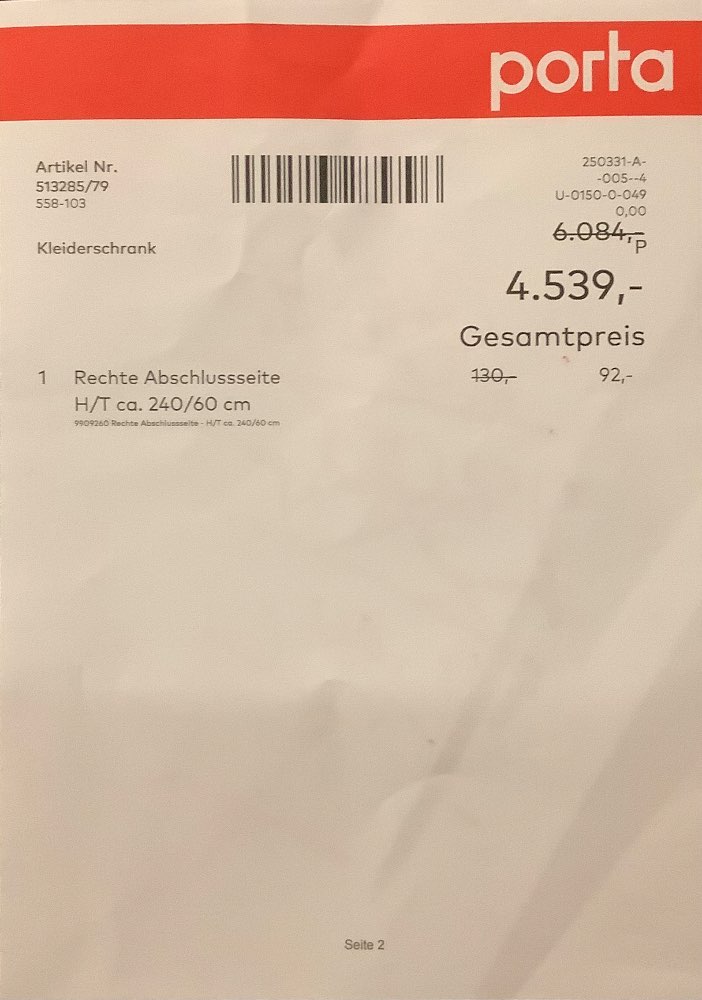 porta
Artikel Nr.
513285/79
558-103
250331-A-
-005--4
U-0150-0-049
0,00
6.084,-
P
Kleiderschrank
4.539,-
Gesamtpreis
1 Rechte Abschlussseite 130,- 92,-
H/T ca. 240/60 cm
9909260 Rechte Abschlussseite - H/T ca. 240/60 cm
Seite 2